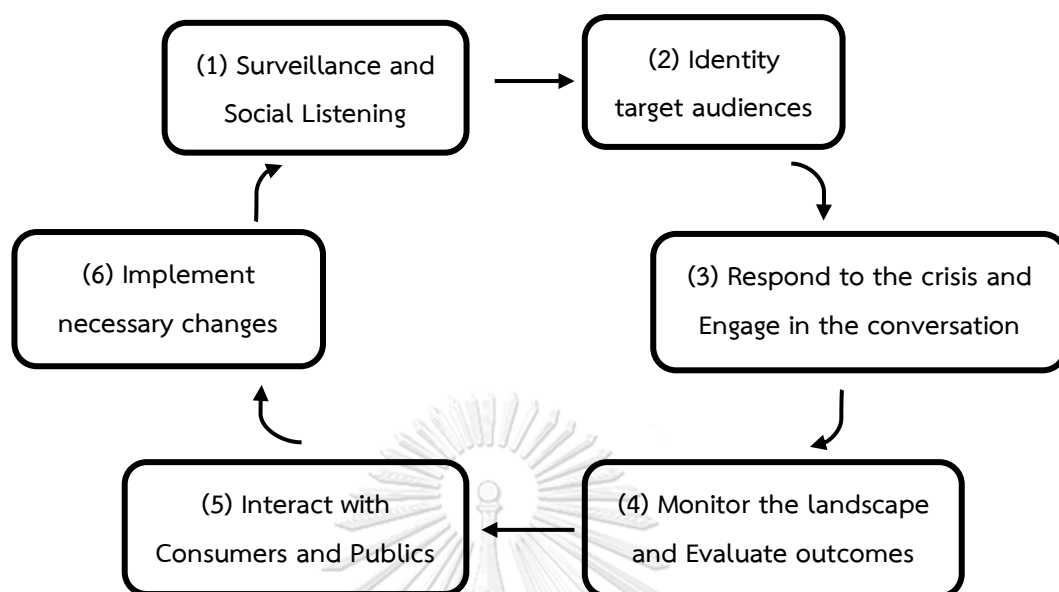 (1) Surveillance and
Social Listening
(2) Identity
target audiences
(3) Respond to the crisis and
Engage in the conversation
(4) Monitor the landscape
and Evaluate outcomes
(5) Interact with
Consumers and Publics
(6) Implement
necessary changes